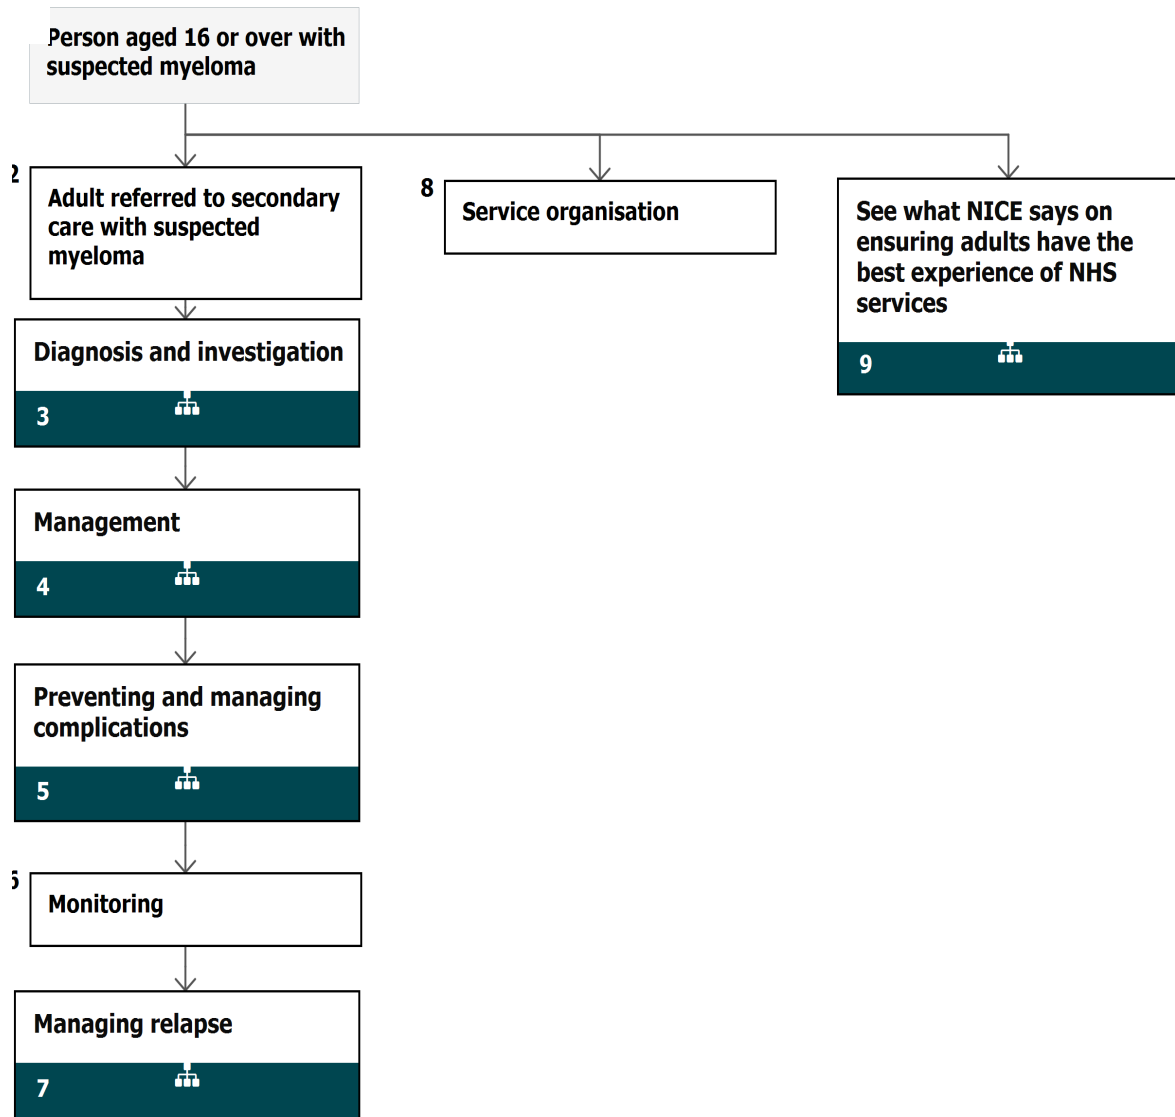 Person aged 16 or over with
suspected myeloma
2
Adult referred to secondary
care with suspected
myeloma
8
Service organisation
See what NICE says on
ensuring adults have the
best experience of NHS
services
9
Diagnosis and investigation
3
Management
4
Preventing and managing
complications
5
6
Monitoring
Managing relapse
7